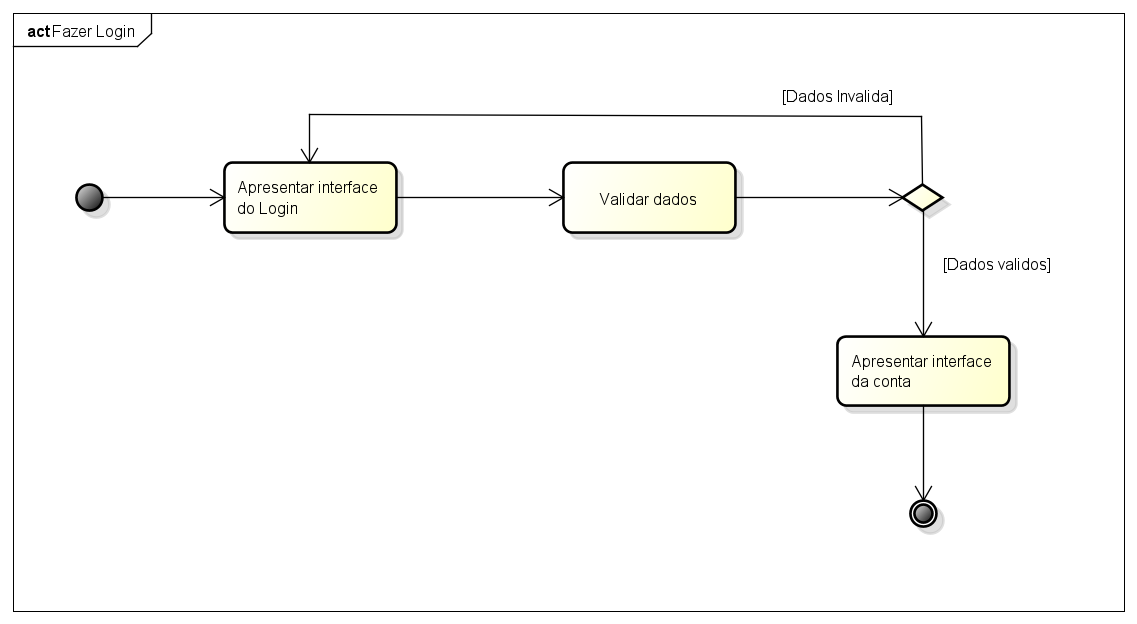 act Fazer Login
[Dados Invalida]
Apresentar interface
do Login
Validar dados
[Dados validos]
Apresentar interface
da conta